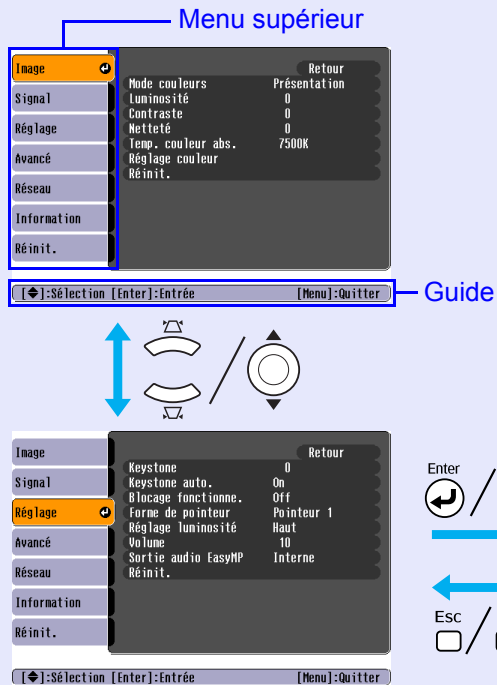 Menu supérieur
Image
Signal
Réglage
Avancé
Réseau
Information
Réinit.
Retour
Mode couleurs Présentation
Luminosité 0
Contraste 0
Netteté 0
Temp. couleur abs. 7500K
Réglage couleur
Réinit.
[◆]:Sélection [Enter]:Entrée [Menu]:Quitter
Guide
Image
Signal
Réglage
Avancé
Réseau
Information
Réinit.
Retour
Keystone 0
Keystone auto. On
Blocage fonctionne. Off
Forme de pointeur Pointeur 1
Réglage luminosité Haut
Volume 10
Sortie audio EasyMP Interne
Réinit.
[◆]:Sélection [Enter]:Entrée [Menu]:Quitter
Enter
Esc